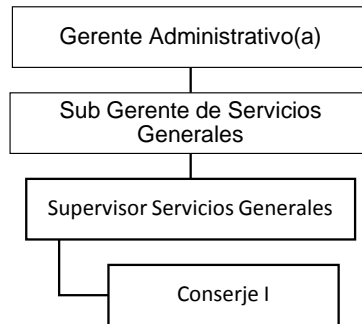 Gerente Administrativo(a)
Sub Gerente de Servicios
Generales
Supervisor Servicios Generales
Conserje I